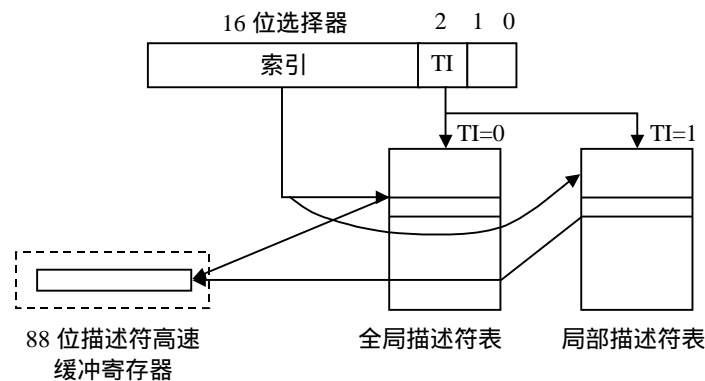 16 位选择器 2 1 0
索引 TI
TI=0 TI=1
88 位描述符高速
缓冲寄存器
全局描述符表
局部描述符表